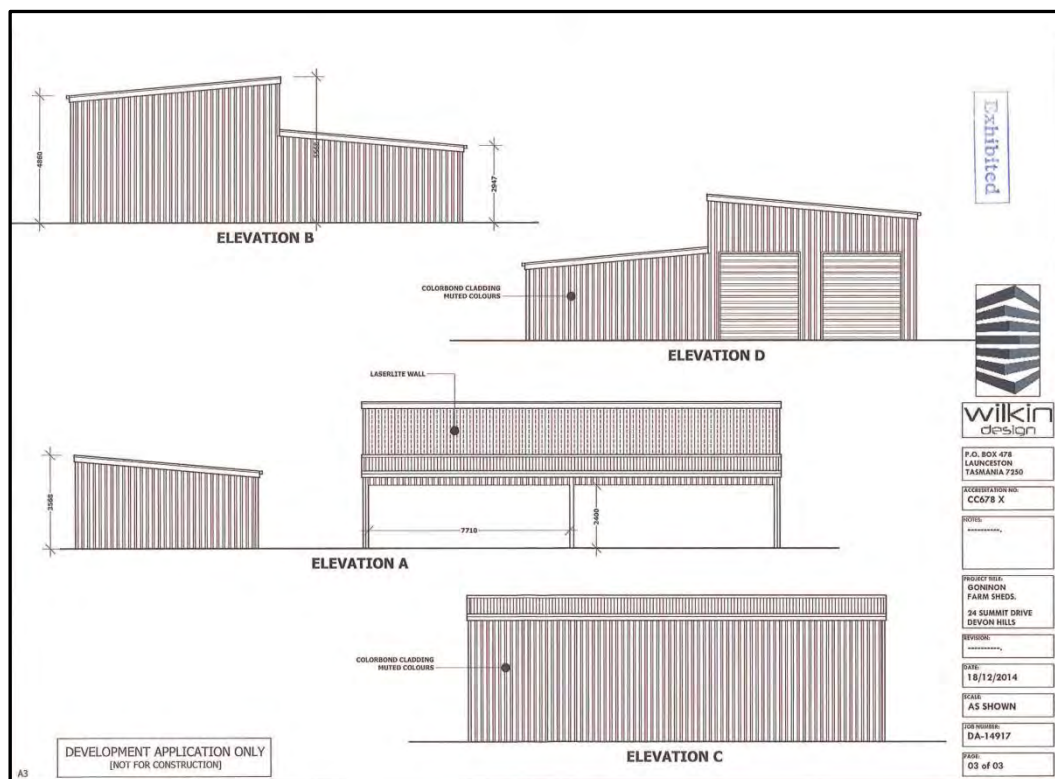 4860
5566
2947
ELEVATION B
Exhibited
COLORBOND CLADDING
MUTED COLOURS
ELEVATION D
LASERLITE WALL
3566
7710
2400
ELEVATION A
COLORBOND CLADDING
MUTED COLOURS
ELEVATION C
DEVELOPMENT APPLICATION ONLY
[NOT FOR CONSTRUCTION]
A3
wilkin
design
P.O. BOX 478
LAUNCESTON
TASMANIA 7250
ACCREDITATION NO:
CC678 X
NOTES:
----------.
PROJECT TITLE:
GONINON
FARM SHEDS.
24 SUMMIT DRIVE
DEVON HILLS
REVISION:
----------.
DATE:
18/12/2014
SCALE:
AS SHOWN
JOB NUMBER:
DA-14917
PAGE:
03 of 03